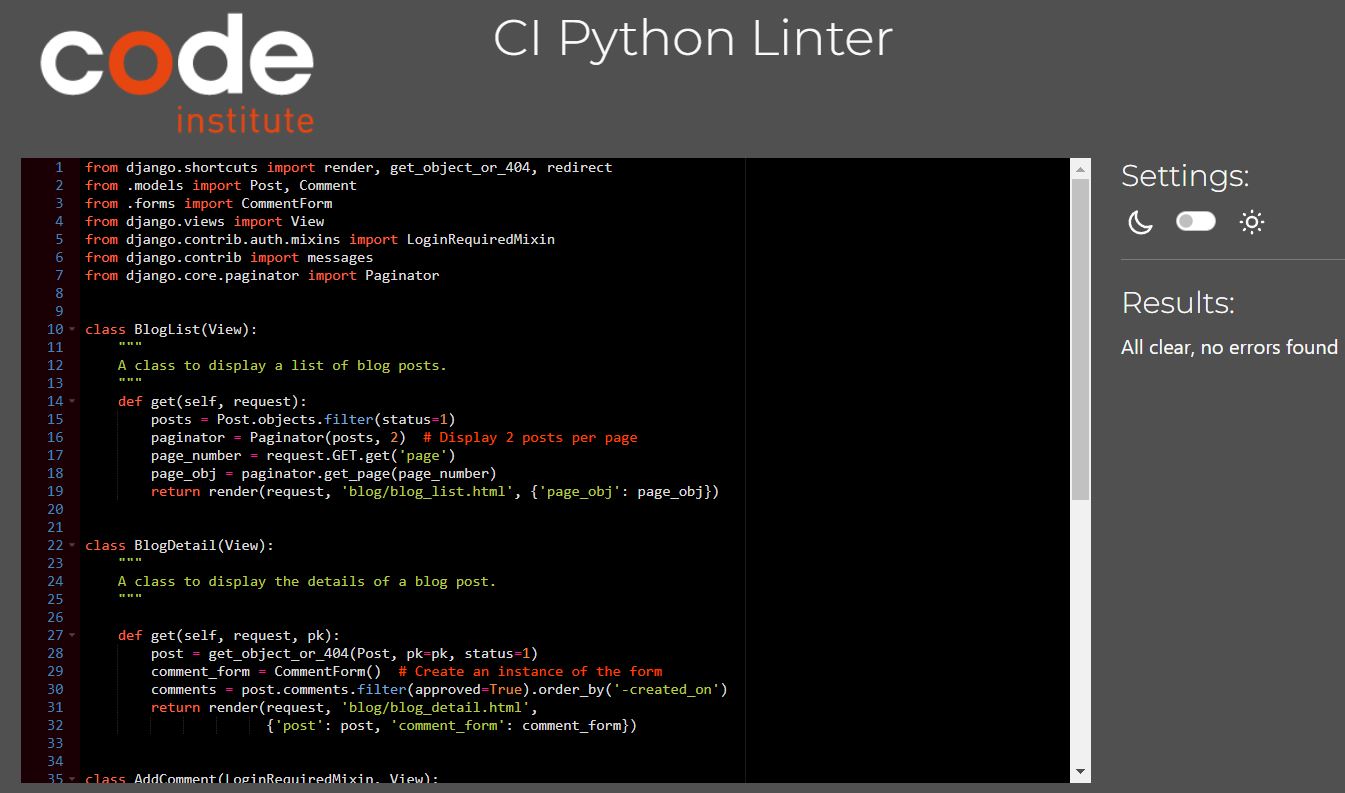 code
institute
CI Python Linter
1 from django.shortcuts import render, get_object_or_404, redirect
2 from .models import Post, Comment
3 from .forms import CommentForm
4 from django.views import View
5 from django.contrib.auth.mixins import LoginRequiredMixin
6 from django.contrib import messages
7 from django.core.paginator import Paginator
8
9
10 class BlogList(View):
11     """
12     A class to display a list of blog posts.
13     """
14     def get(self, request):
15         posts = Post.objects.filter(status=1)
16         paginator = Paginator(posts, 2)  # Display 2 posts per page
17         page_number = request.GET.get('page')
18         page_obj = paginator.get_page(page_number)
19         return render(request, 'blog/blog_list.html', {'page_obj': page_obj})
20
21
22 class BlogDetail(View):
23     """
24     A class to display the details of a blog post.
25     """
26
27     def get(self, request, pk):
28         post = get_object_or_404(Post, pk=pk, status=1)
29         comment_form = CommentForm()  # Create an instance of the form
30         comments = post.comments.filter(approved=True).order_by('-created_on')
31         return render(request, 'blog/blog_detail.html',
32                       {'post': post, 'comment_form': comment_form})
33
34
35 class AddComment(LoginRequiredMixin, View):
Settings:
Results:
All clear, no errors found